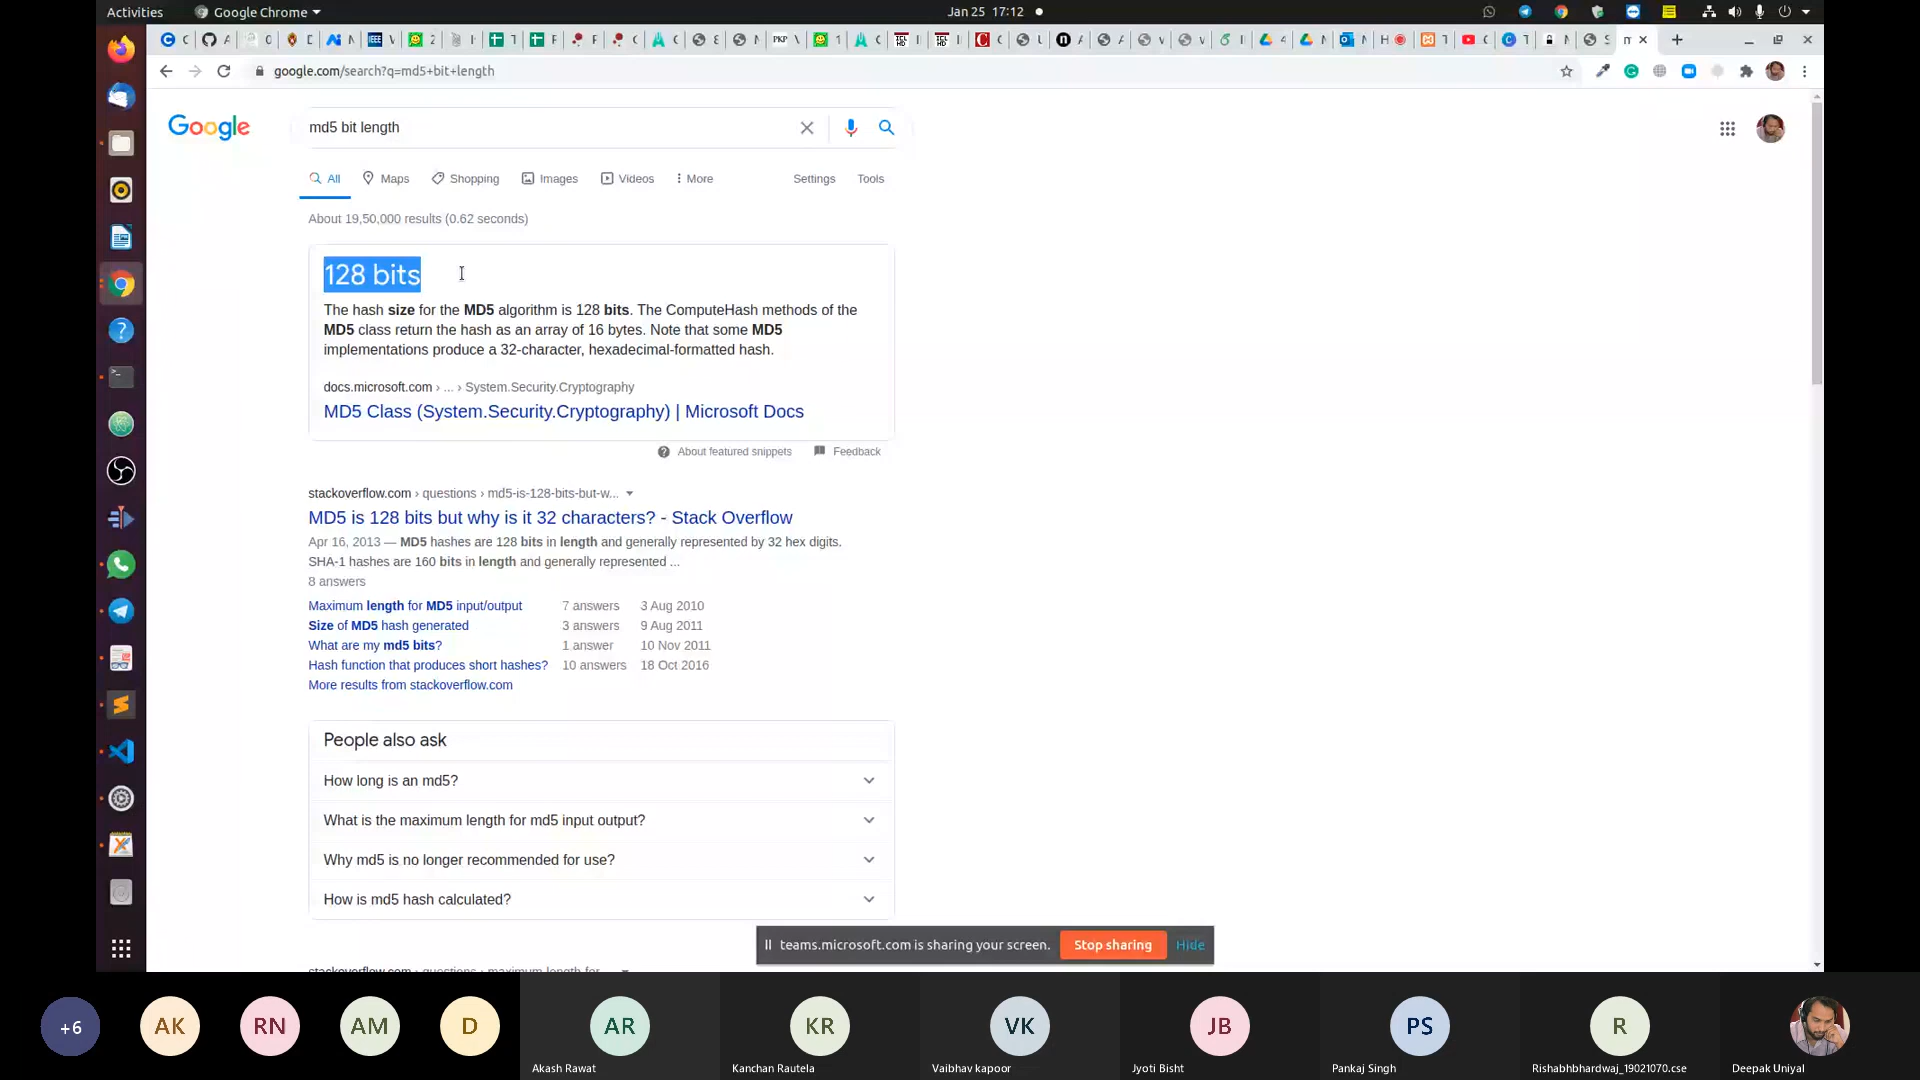 Activities
Google Chrome
Jan 25 17:12
google.com/search?q=md5+bit+length
Google
md5 bit length
All
Maps
Shopping
Images
Videos
More
Settings
Tools
About 19,50,000 results (0.62 seconds)
128 bits
The hash size for the MD5 algorithm is 128 bits. The ComputeHash methods of the
MD5 class return the hash as an array of 16 bytes. Note that some MD5
implementations produce a 32-character, hexadecimal-formatted hash.
docs.microsoft.com › ... › System.Security.Cryptography
MD5 Class (System.Security.Cryptography) | Microsoft Docs
About featured snippets
Feedback
stackoverflow.com › questions › md5-is-128-bits-but-w...
MD5 is 128 bits but why is it 32 characters? - Stack Overflow
Apr 16, 2013 — MD5 hashes are 128 bits in length and generally represented by 32 hex digits.
SHA-1 hashes are 160 bits in length and generally represented ...
8 answers
Maximum length for MD5 input/output 7 answers 3 Aug 2010
Size of MD5 hash generated 3 answers 9 Aug 2011
What are my md5 bits? 1 answer 10 Nov 2011
Hash function that produces short hashes? 10 answers 18 Oct 2016
More results from stackoverflow.com
People also ask
How long is an md5?
What is the maximum length for md5 input output?
Why md5 is no longer recommended for use?
How is md5 hash calculated?
teams.microsoft.com is sharing your screen.
Stop sharing
Hide
+6
AK
RN
AM
D
AR
KR
VK
JB
PS
R
Akash Rawat
Kanchan Rautela
Vaibhav kapoor
Jyoti Bisht
Pankaj Singh
Rishabhbhardwaj_19021070.cse
Deepak Uniyal